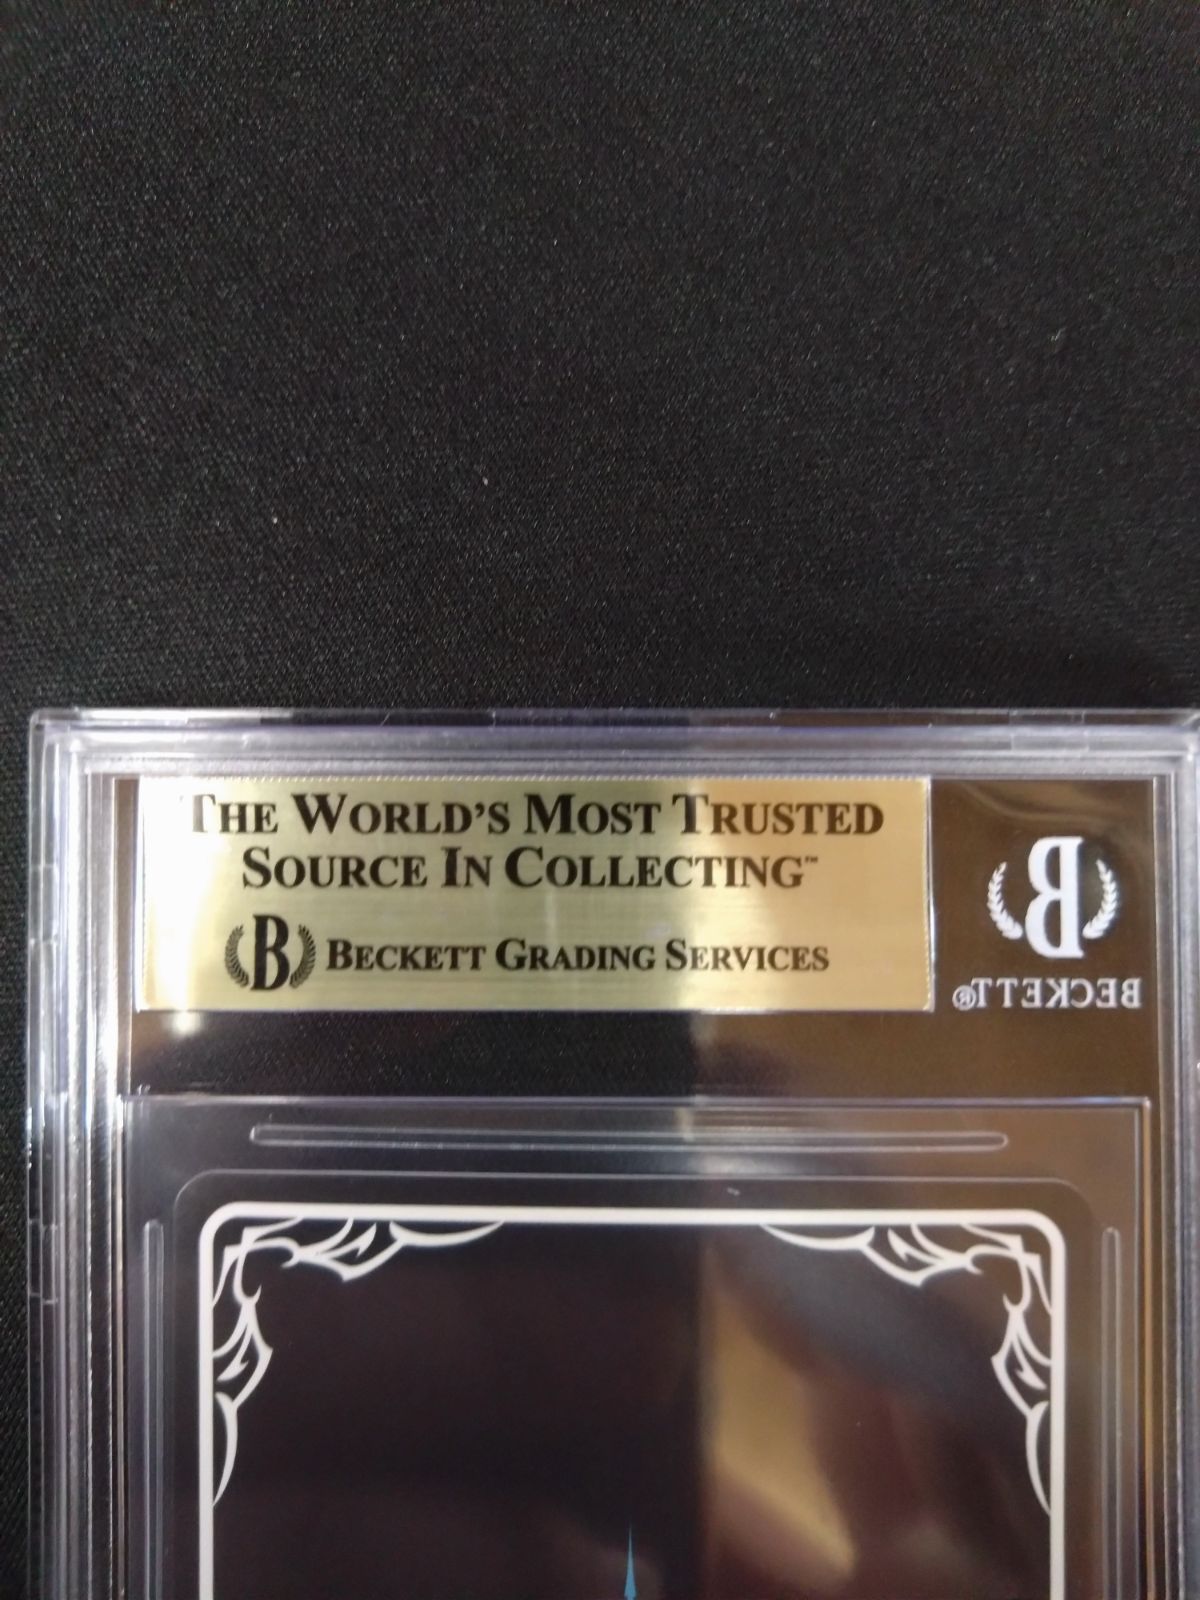 THE WORLD'S MOST TRUSTED
SOURCE IN COLLECTING™
B BECKETT GRADING SERVICES
B
BECKETT®